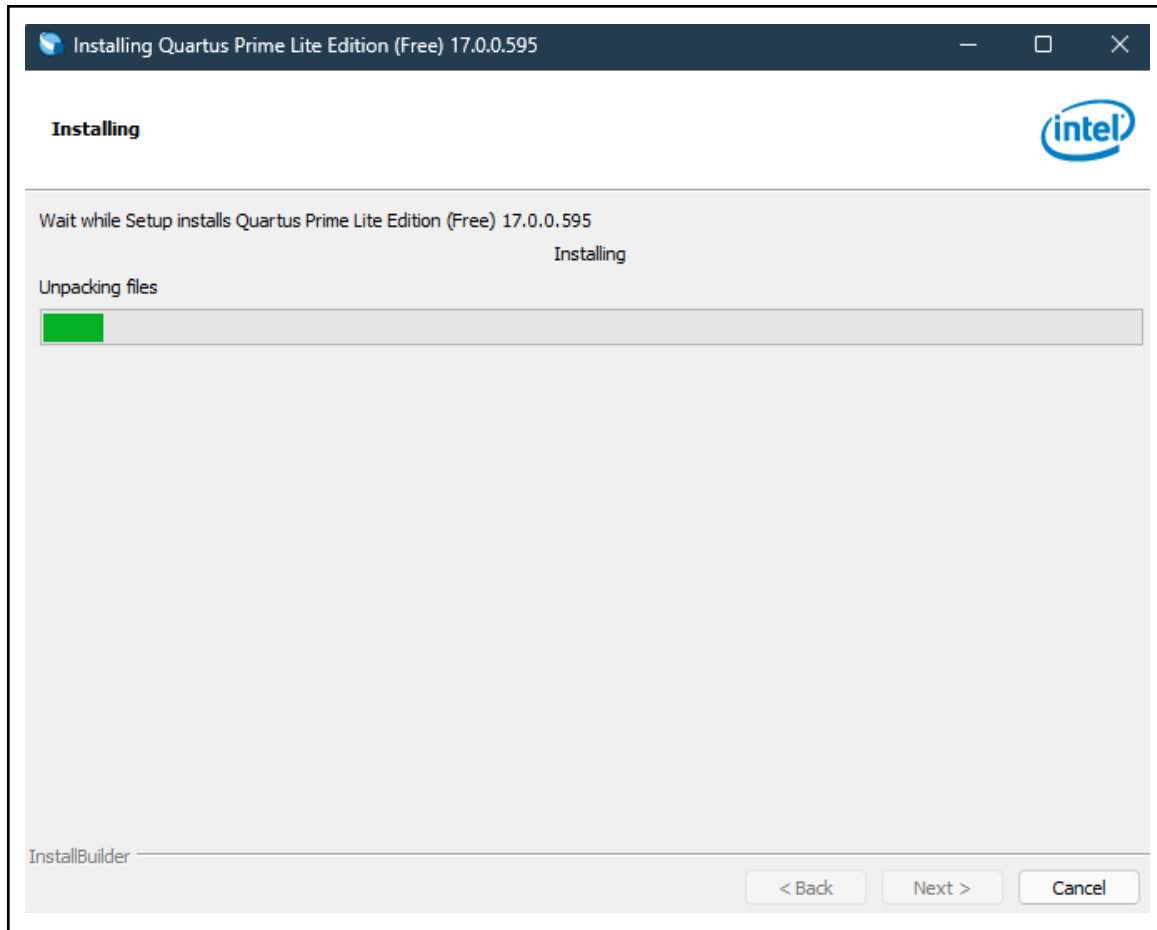 Installing Quartus Prime Lite Edition (Free) 17.0.0.595
Installing
intel
Wait while Setup installs Quartus Prime Lite Edition (Free) 17.0.0.595
Installing
Unpacking files
InstallBuilder
< Back Next > Cancel